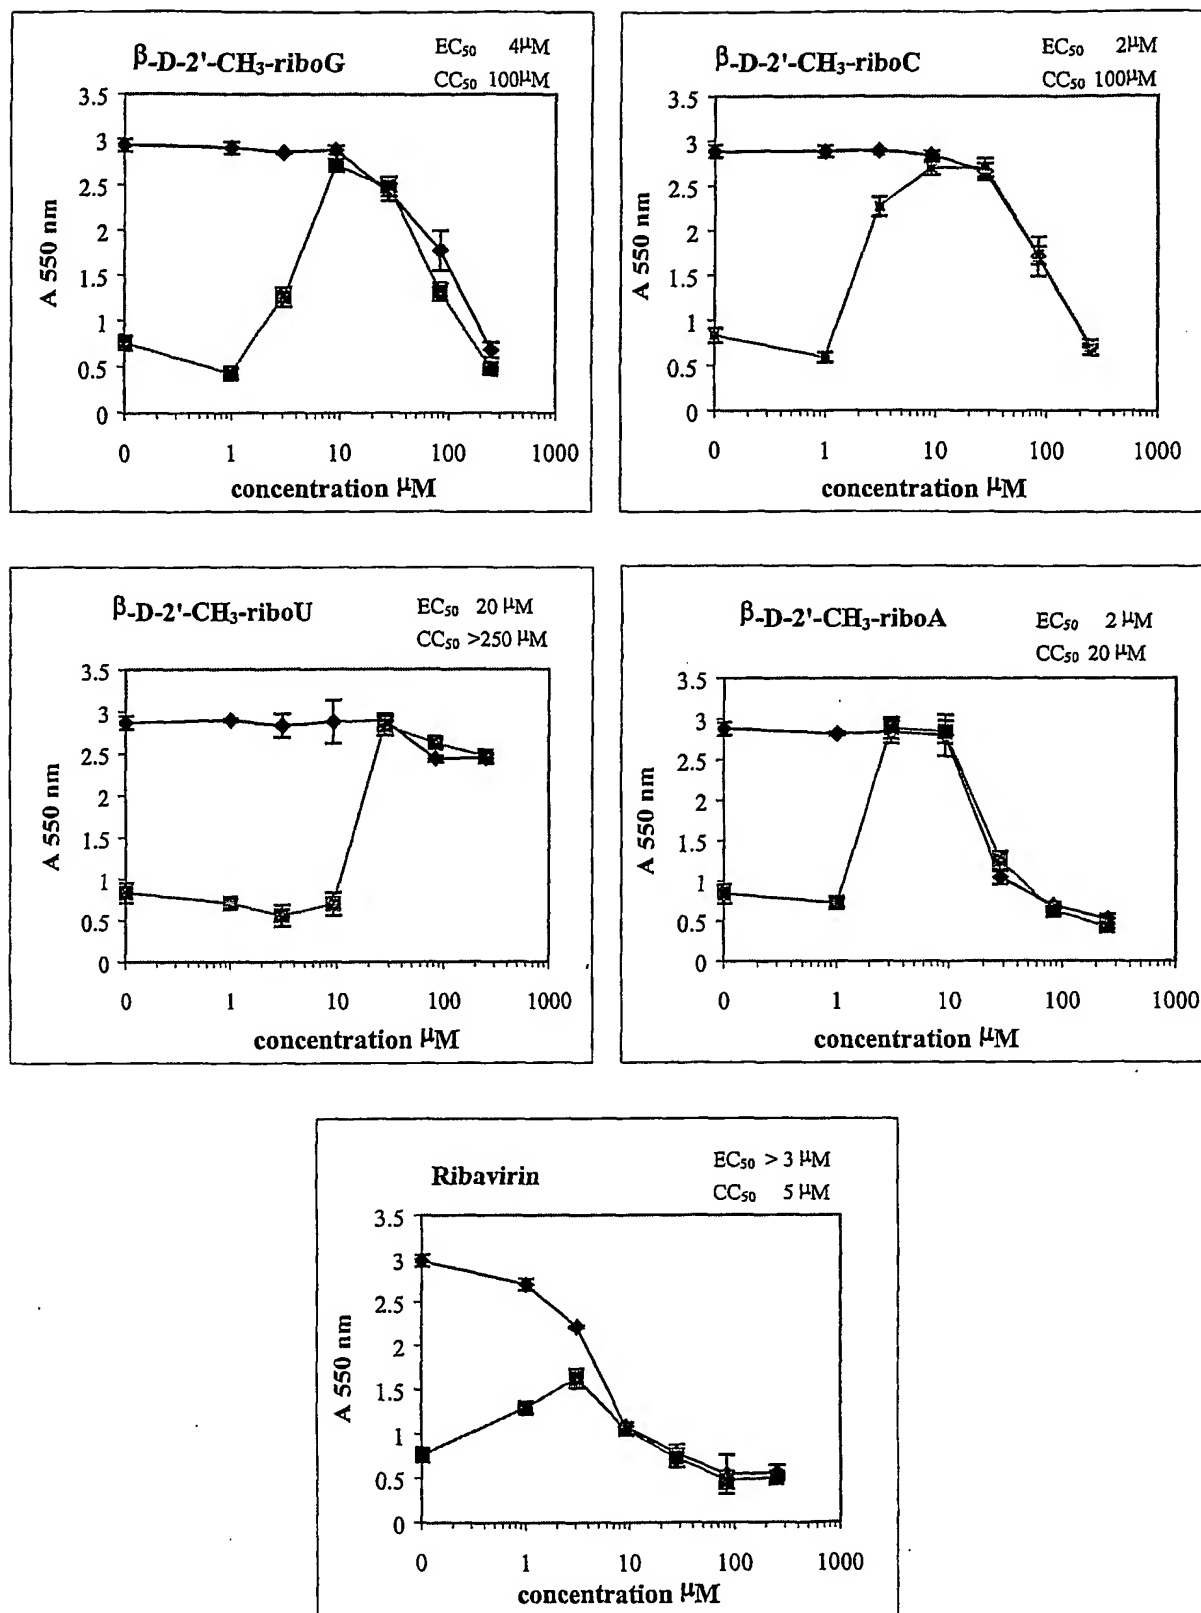 β-D-2'-CH₃-riboG
EC₅₀ 4μM
CC₅₀ 100μM
3.5
3
2.5
2
1.5
1
0.5
0
A 550 nm
0 1 10 100 1000
concentration μM
β-D-2'-CH₃-riboC
EC₅₀ 2μM
CC₅₀ 100μM
3.5
3
2.5
2
1.5
1
0.5
0
A 550 nm
0 1 10 100 1000
concentration μM
β-D-2'-CH₃-riboU
EC₅₀ 20 μM
CC₅₀ >250 μM
3.5
3
2.5
2
1.5
1
0.5
0
A 550 nm
0 1 10 100 1000
concentration μM
β-D-2'-CH₃-riboA
EC₅₀ 2 μM
CC₅₀ 20 μM
3.5
3
2.5
2
1.5
1
0.5
0
A 550 nm
0 1 10 100 1000
concentration μM
Ribavirin
EC₅₀ > 3 μM
CC₅₀ 5 μM
3.5
3
2.5
2
1.5
1
0.5
0
A 550 nm
0 1 10 100 1000
concentration μM